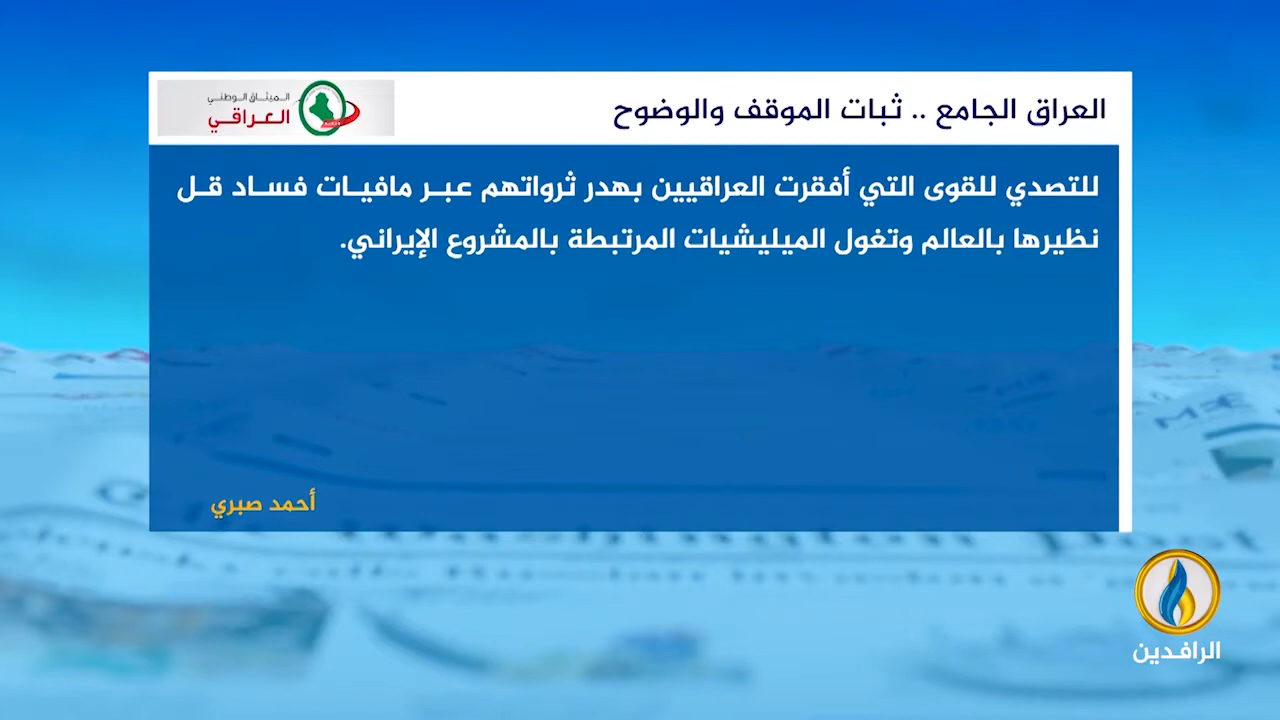 العراق الجامع .. ثبات الموقف والوضوح
الميثاق الوطني
العراقي
للتصدي للقوى التي أفقرت العراقيين بهدر ثرواتهم عبر مافيات فساد قل
نظيرها بالعالم وتغول الميليشيات المرتبطة بالمشروع الإيراني.
أحمد صبري
الرافدين